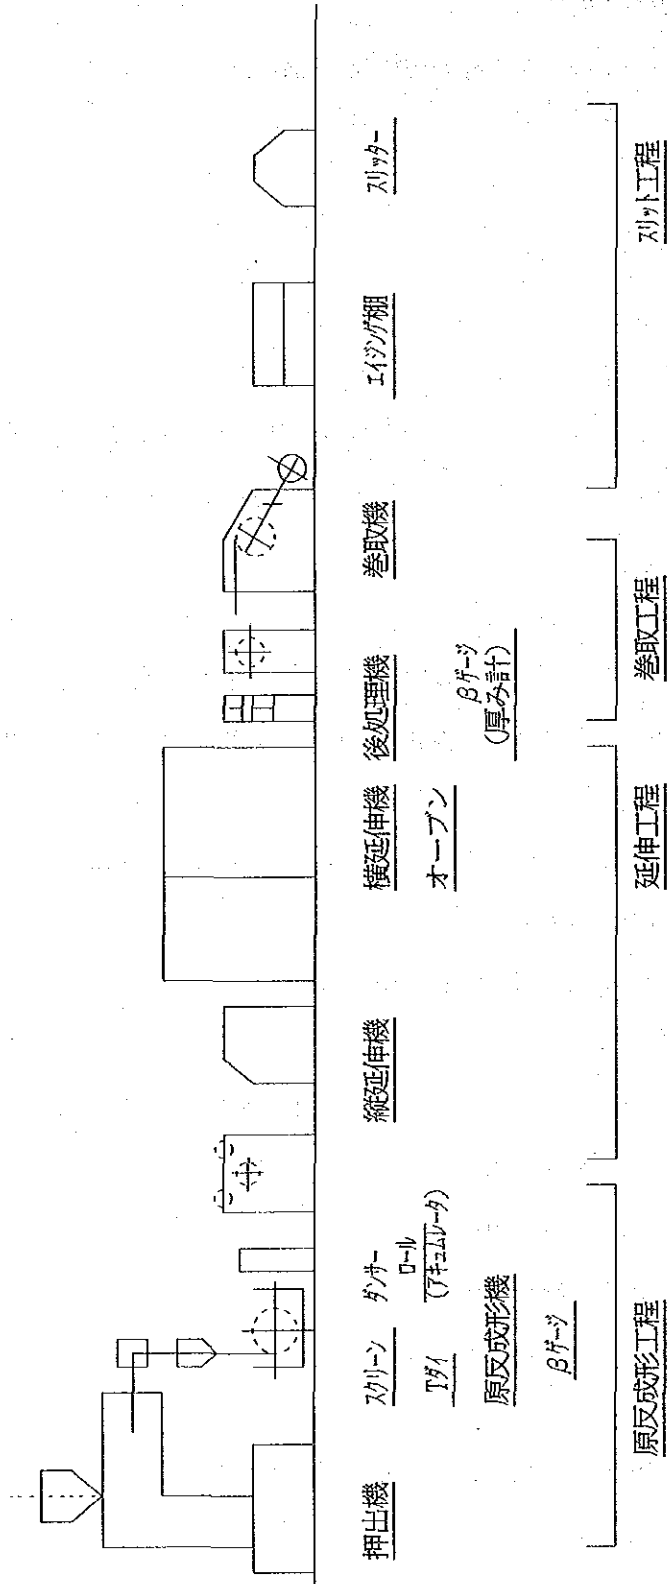 押出機
スクリーン
Tダイ
原反成形機
βゲージ
ダンサー
ロール
(アキュムレータ)
縦延伸機
横延伸機
オーブン
後処理機
βゲージ
(厚み計)
巻取機
エイジング棚
スリッター
原反成形工程
延伸工程
巻取工程
スリット工程